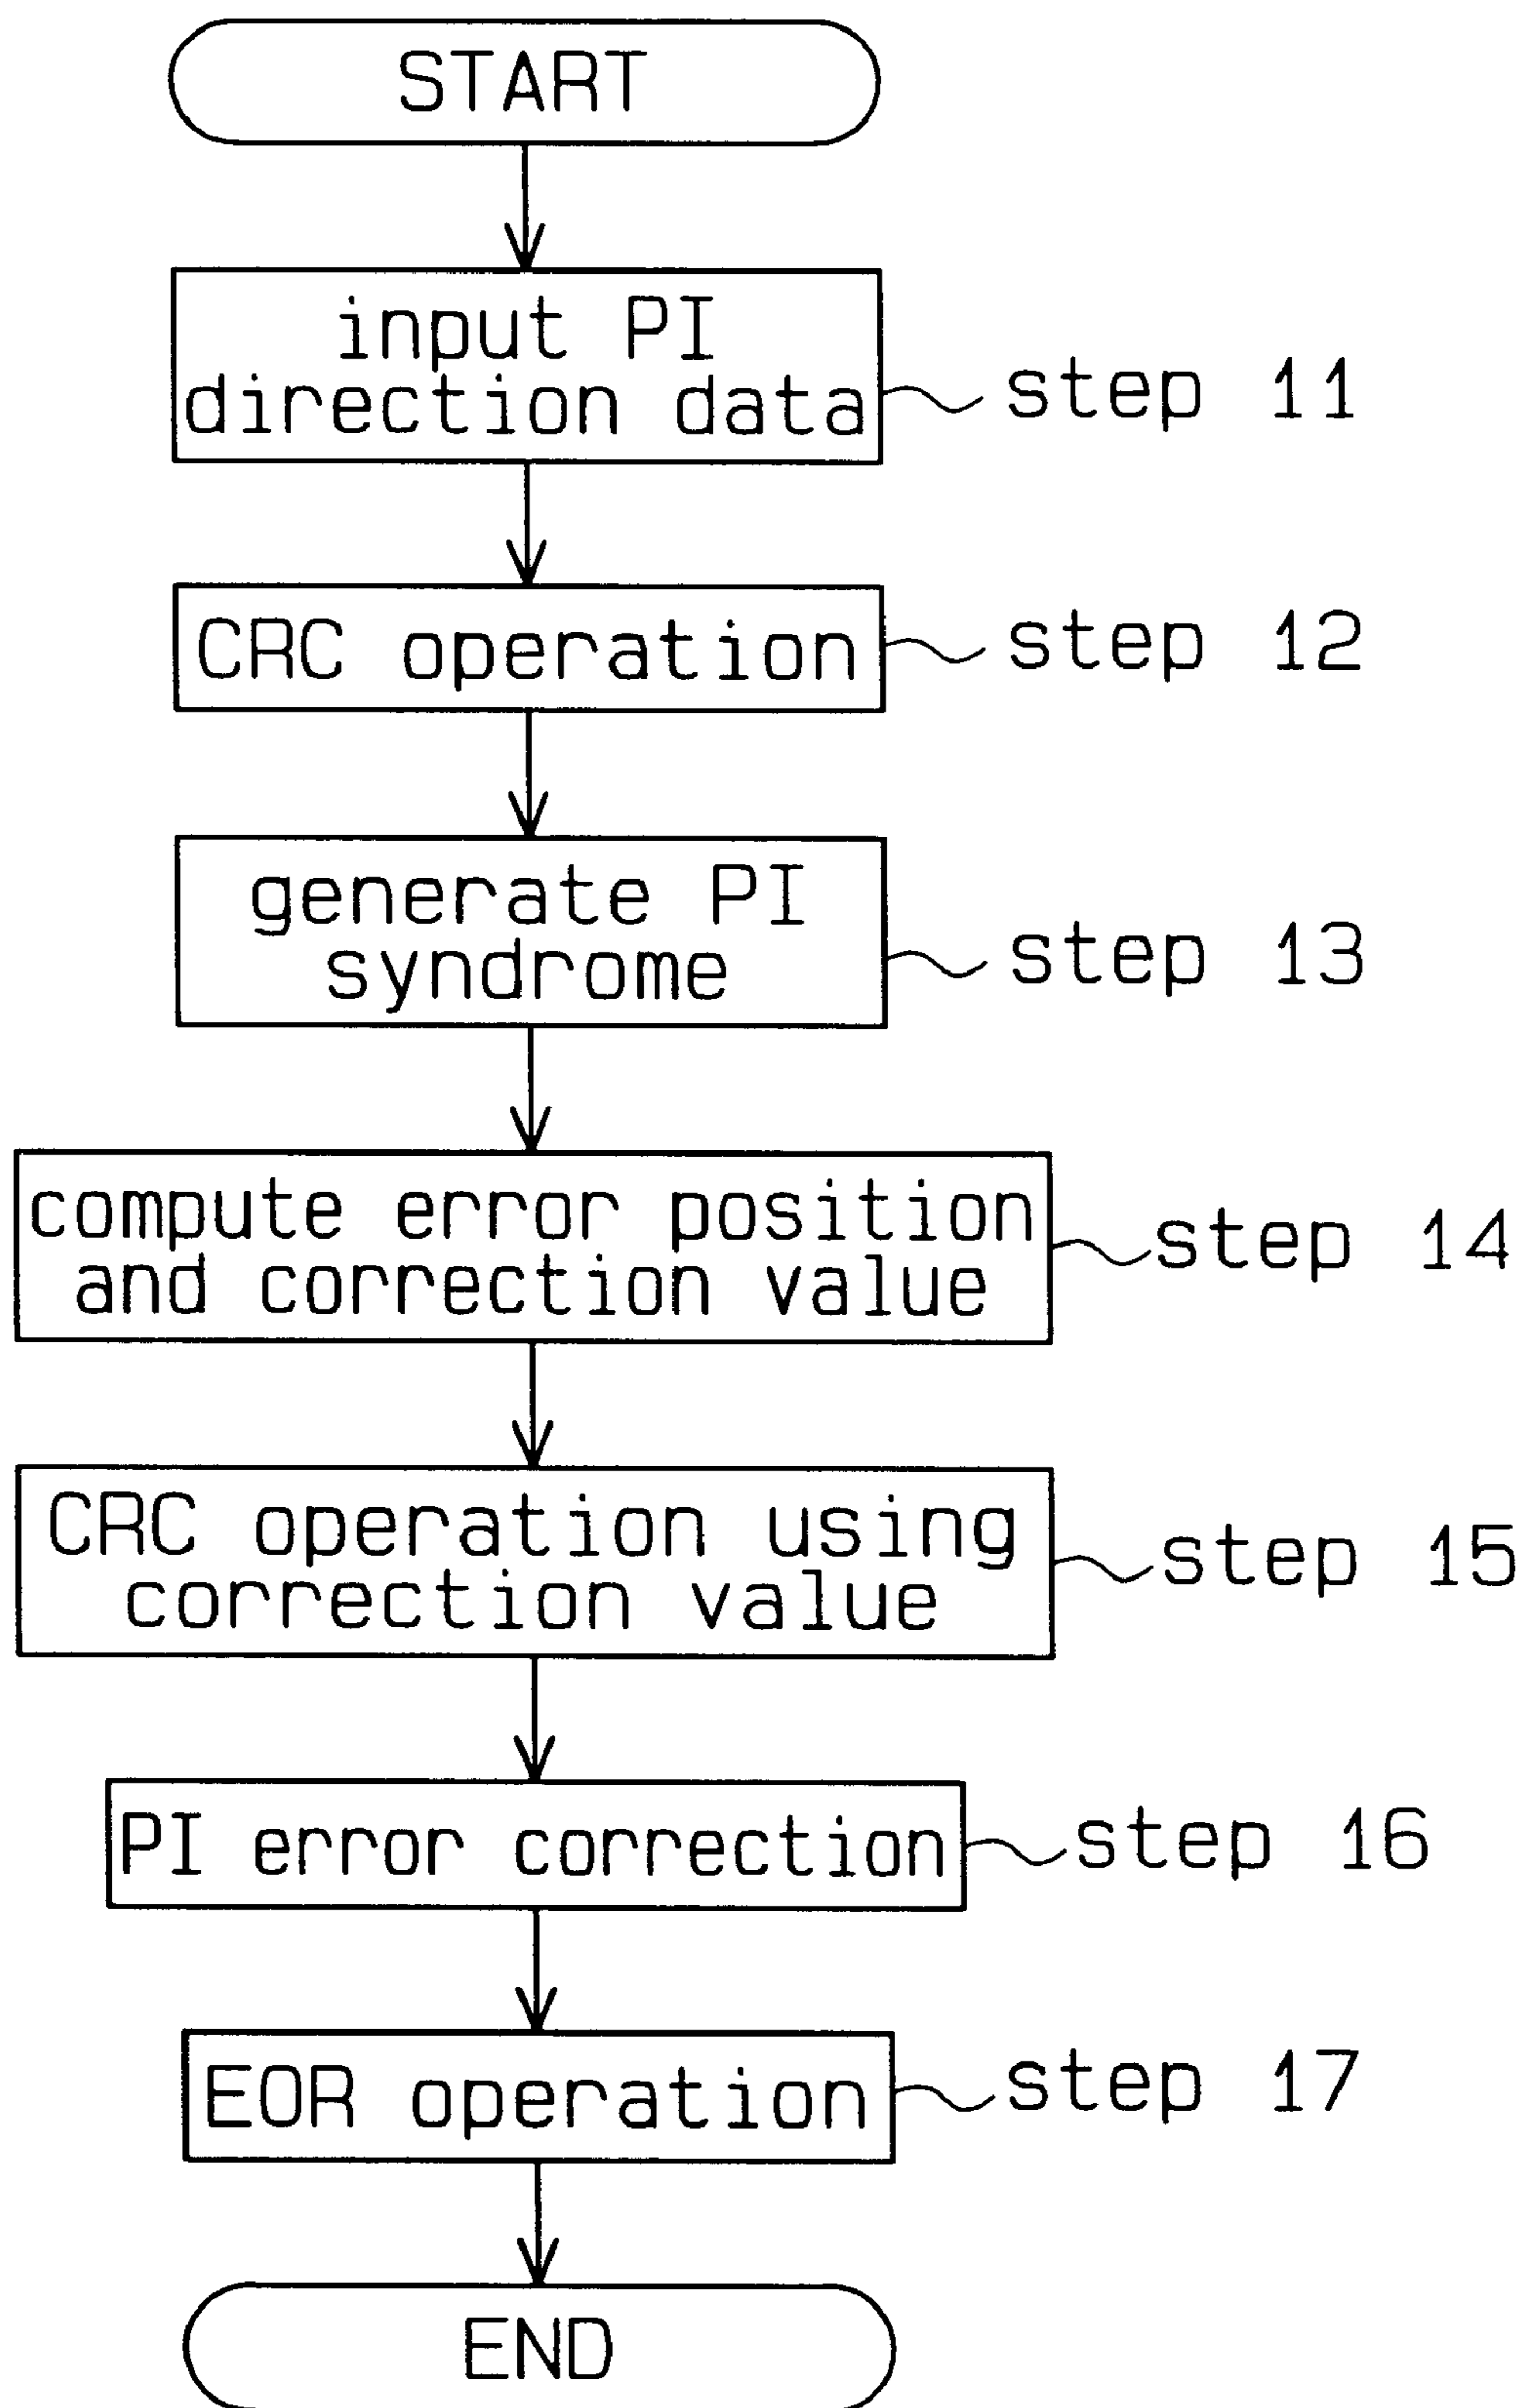 START
input PI
direction data
step 11
CRC operation
step 12
generate PI
syndrome
step 13
compute error position
and correction value
step 14
CRC operation using
correction value
step 15
PI error correction
step 16
EOR operation
step 17
END